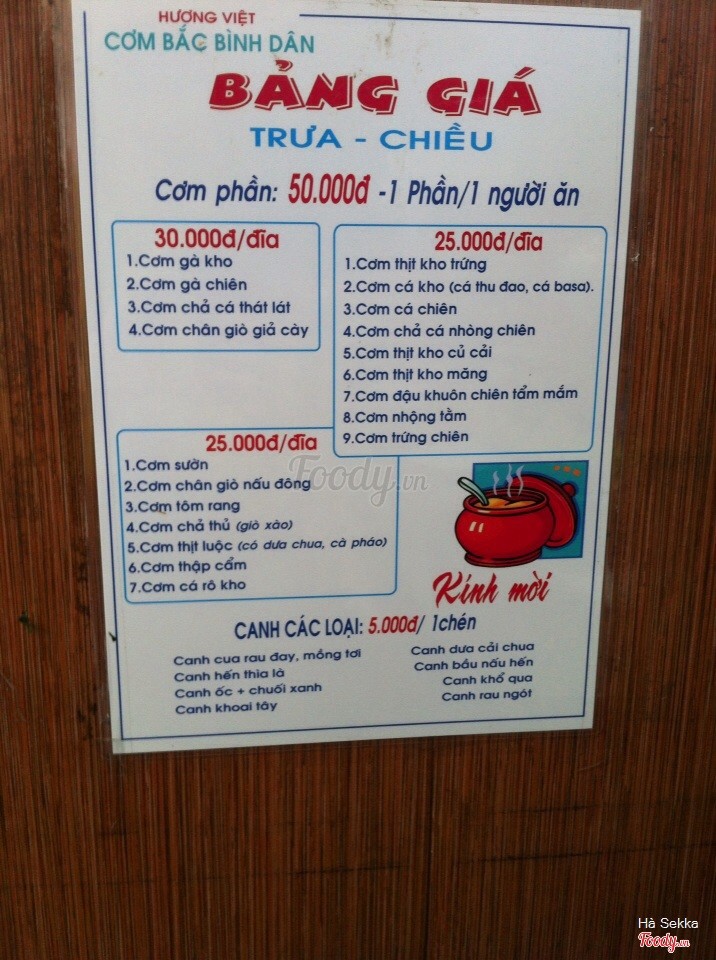 HƯƠNG VIỆT
CƠM BẮC BÌNH DÂN
BẢNG GIÁ
TRƯA - CHIỀU
Cơm phần: 50.000đ -1 Phần/1 người ăn
30.000đ/đĩa
1.Cơm gà kho
2.Cơm gà chiên
3.Cơm chả cá thát lát
4.Cơm chân giò giả cày
25.000đ/đĩa
1.Cơm thịt kho trứng
2.Cơm cá kho (cá thu đao, cá basa).
3.Cơm cá chiên
4.Cơm chả cá nhòng chiên
5.Cơm thịt kho củ cải
6.Cơm thịt kho măng
7.Cơm đậu khuôn chiên tẩm mắm
8.Cơm nhộng tằm
9.Cơm trứng chiên
25.000đ/đĩa
1.Cơm sườn
2.Cơm chân giò nấu đông
3.Cơm tôm rang
4.Cơm chả thủ (giò xào)
5.Cơm thịt luộc (có dưa chua, cà pháo)
6.Cơm thập cẩm
7.Cơm cá rô kho
Foody.vn
Kính mời
CANH CÁC LOẠI: 5.000đ/ 1chén
Canh cua rau đay, mồng tơi
Canh hến thìa là
Canh ốc + chuối xanh
Canh khoai tây
Canh dưa cải chua
Canh bầu nấu hến
Canh khổ qua
Canh rau ngót
Hà Sekka
Foody.vn